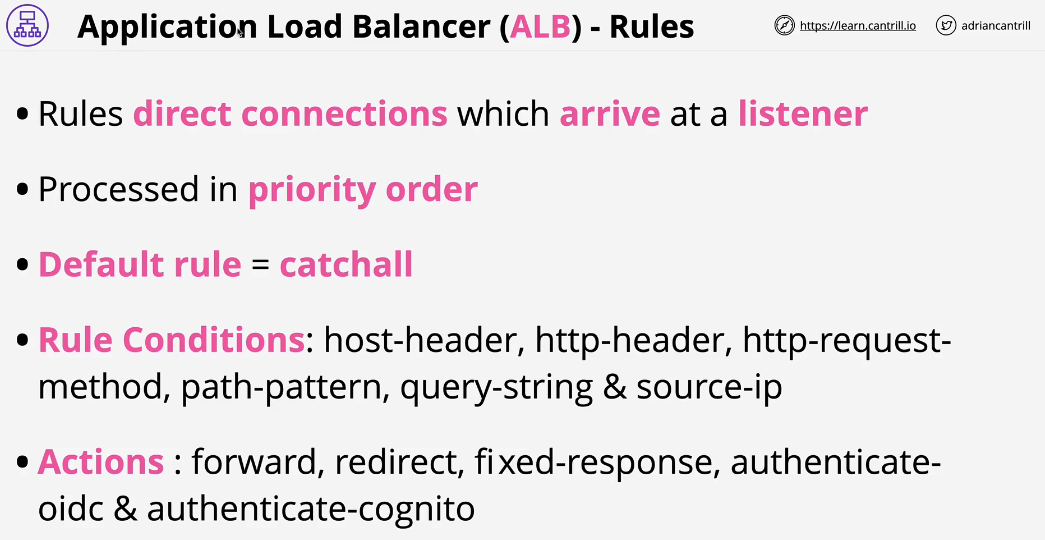 Application Load Balancer (ALB) - Rules
https://learn.cantrill.io
adriancantrill
• Rules direct connections which arrive at a listener
• Processed in priority order
• Default rule = catchall
• Rule Conditions: host-header, http-header, http-request-
method, path-pattern, query-string & source-ip
• Actions : forward, redirect, fixed-response, authenticate-
oidc & authenticate-cognito